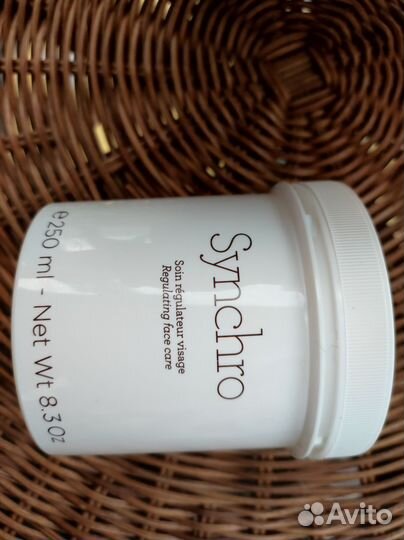 Synchro
Soin régulateur visage
Regulating face care
℮250 ml - Net Wt 8.3 Oz
Avito